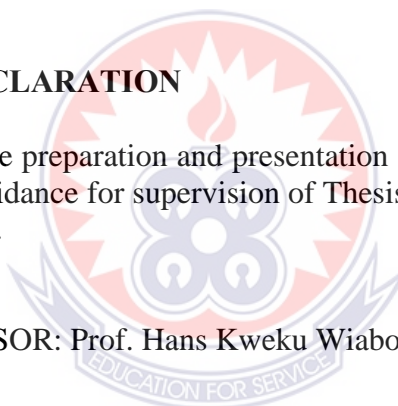 CLARATION
e preparation and presentation
idance for supervision of Thesis
SOR: Prof. Hans Kweku Wiabo
EDUCATION FOR SERVICE